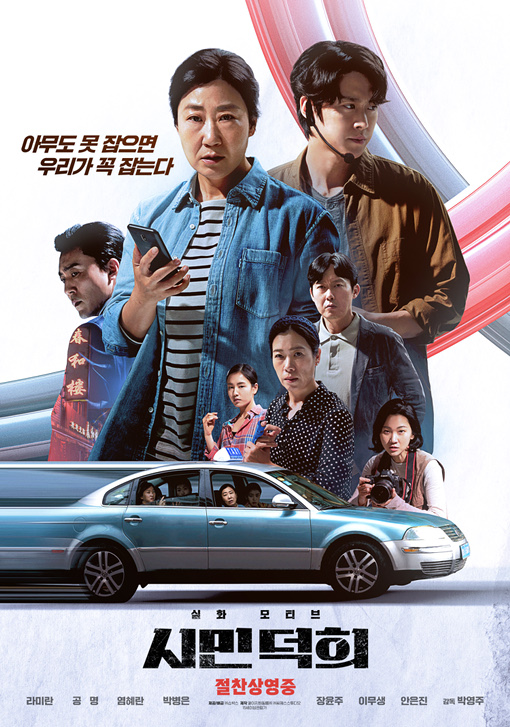 아무도 못 잡으면
우리가 꼭 잡는다
春和樓
실화 모티브
시민덕희
절찬상영중
라미란 공명 염혜란 박병은
장윤주 이무생 안은진 감독 박영주